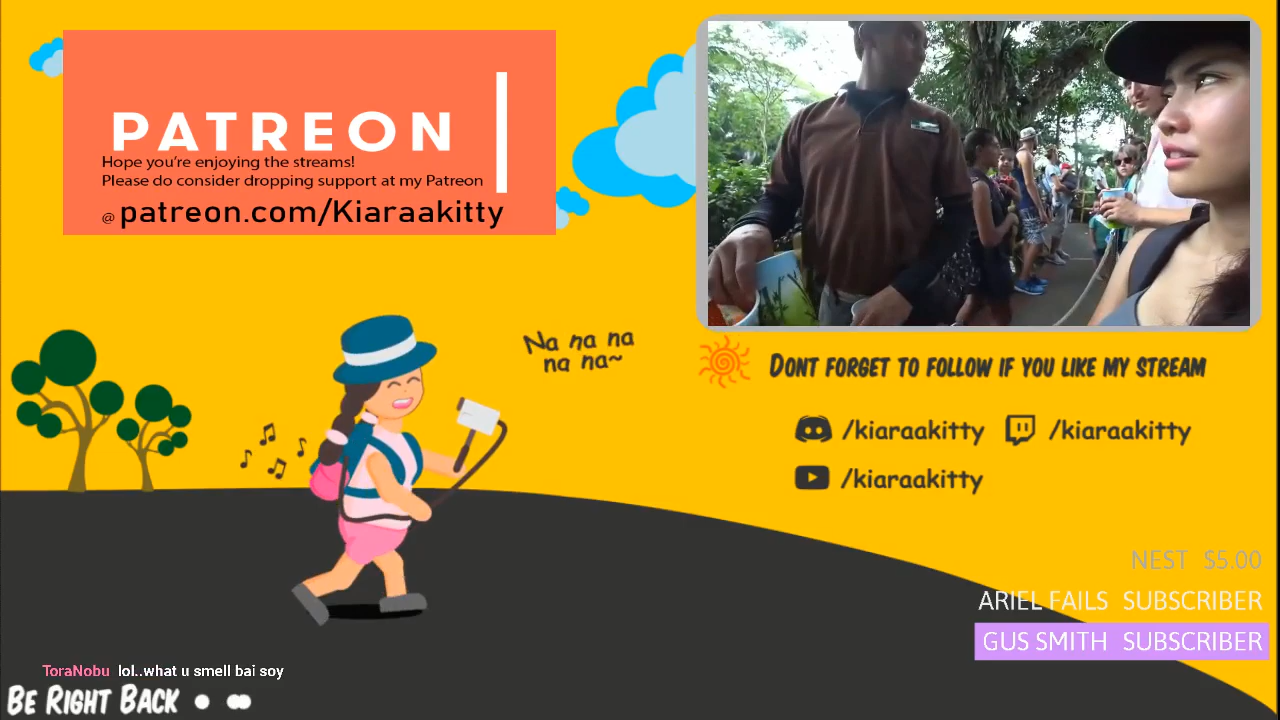 PATREON
Hope you're enjoying the streams!
Please do consider dropping support at my Patreon
@ patreon.com/Kiaraakitty
Na na na
na na~
DONT FORGET TO FOLLOW IF YOU LIKE MY STREAM
/kiaraakitty /kiaraakitty
/kiaraakitty
NEST $5.00
ARIEL FAILS SUBSCRIBER
GUS SMITH SUBSCRIBER
ToraNobu lol..what u smell bai soy
BE RIGHT BACK